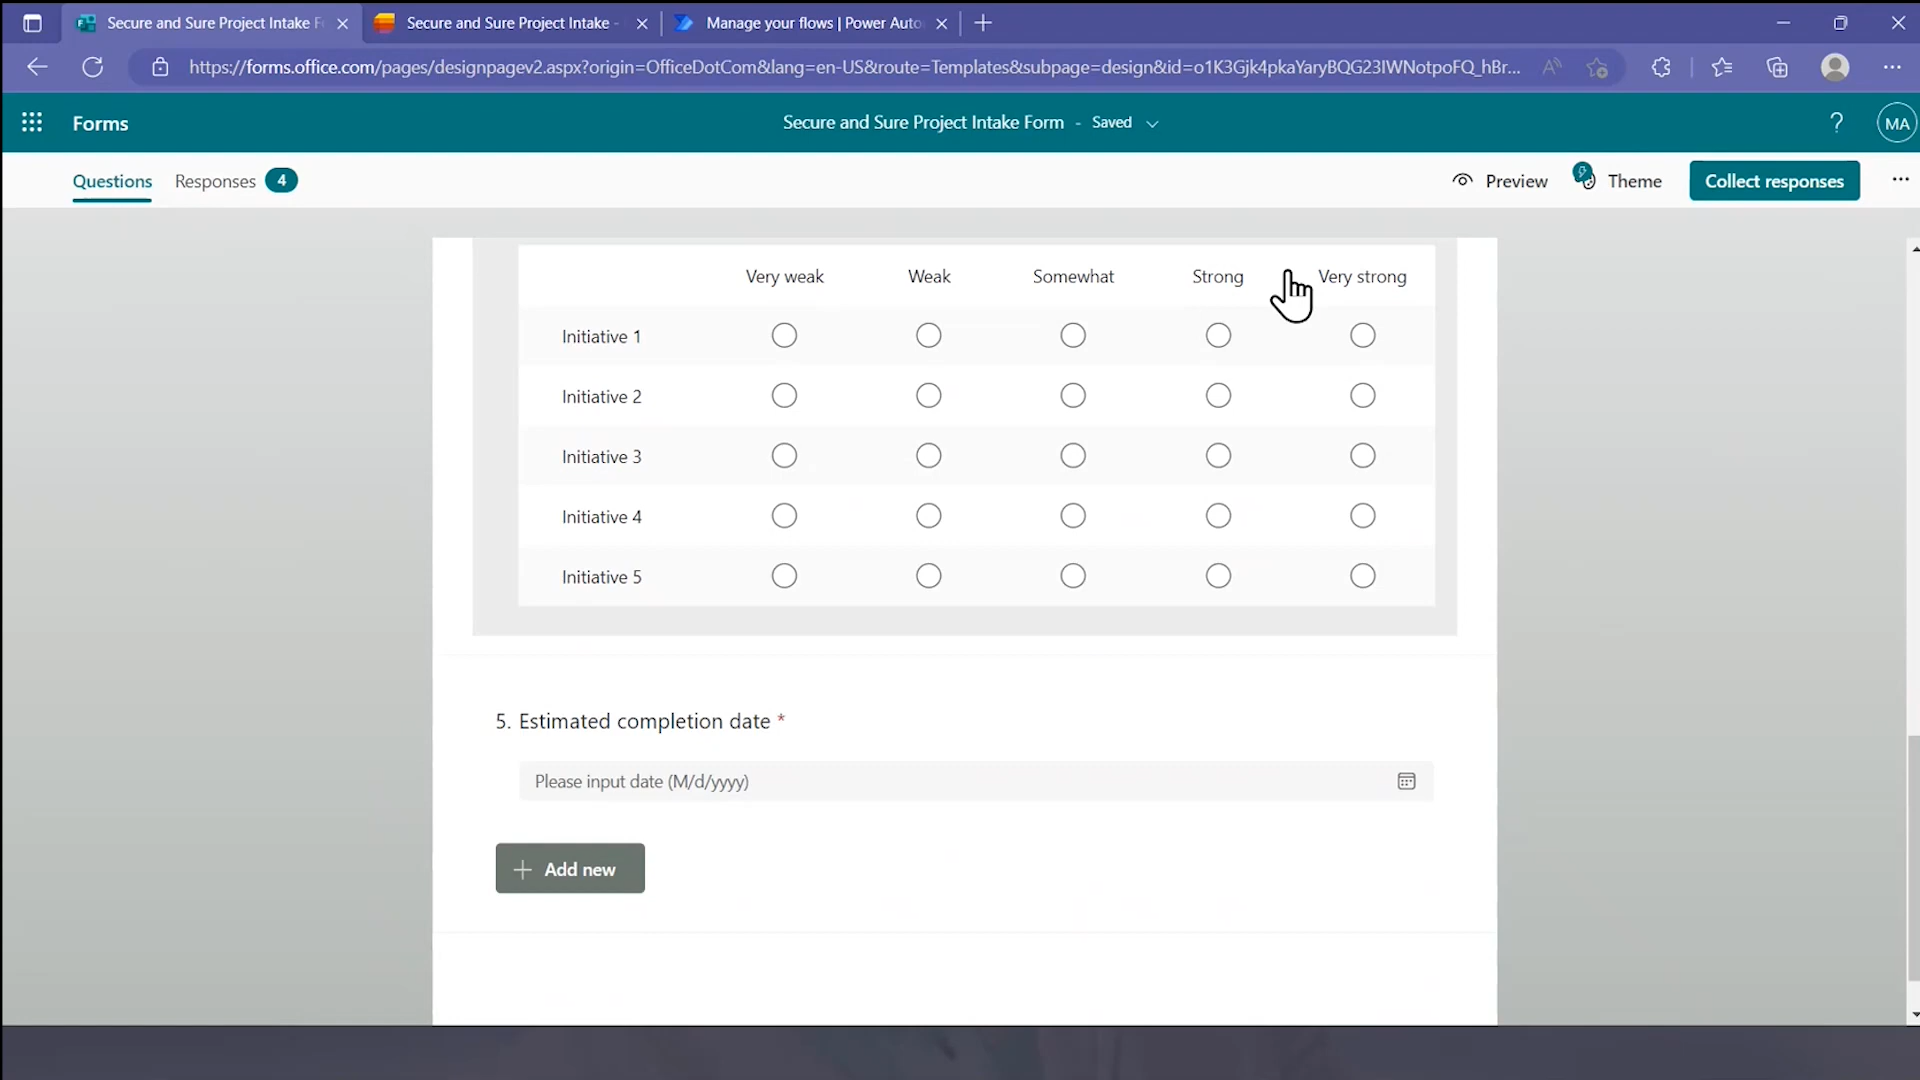 Secure and Sure Project Intake F
Secure and Sure Project Intake -
Manage your flows | Power Auto
https://forms.office.com/pages/designpagev2.aspx?origin=OfficeDotCom&lang=en-US&route=Templates&subpage=design&id=o1K3Gjk4pkaYaryBQG23IWNotpoFQ_hBr...
Forms
Secure and Sure Project Intake Form - Saved
?
MA
Questions
Responses 4
Preview
Theme
Collect responses
Very weak Weak Somewhat Strong Very strong
Initiative 1
Initiative 2
Initiative 3
Initiative 4
Initiative 5
5. Estimated completion date *
Please input date (M/d/yyyy)
+ Add new